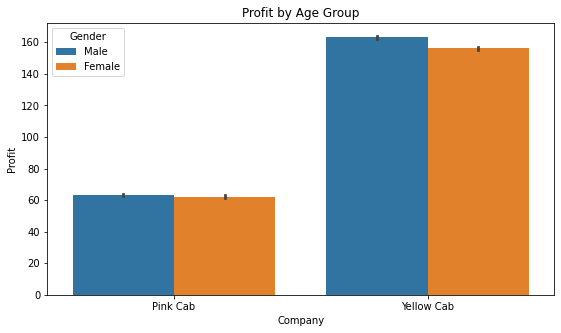 Profit by Age Group
Gender
Male
Female
160
140
120
100
80
60
40
20
0
Profit
Pink Cab
Yellow Cab
Company